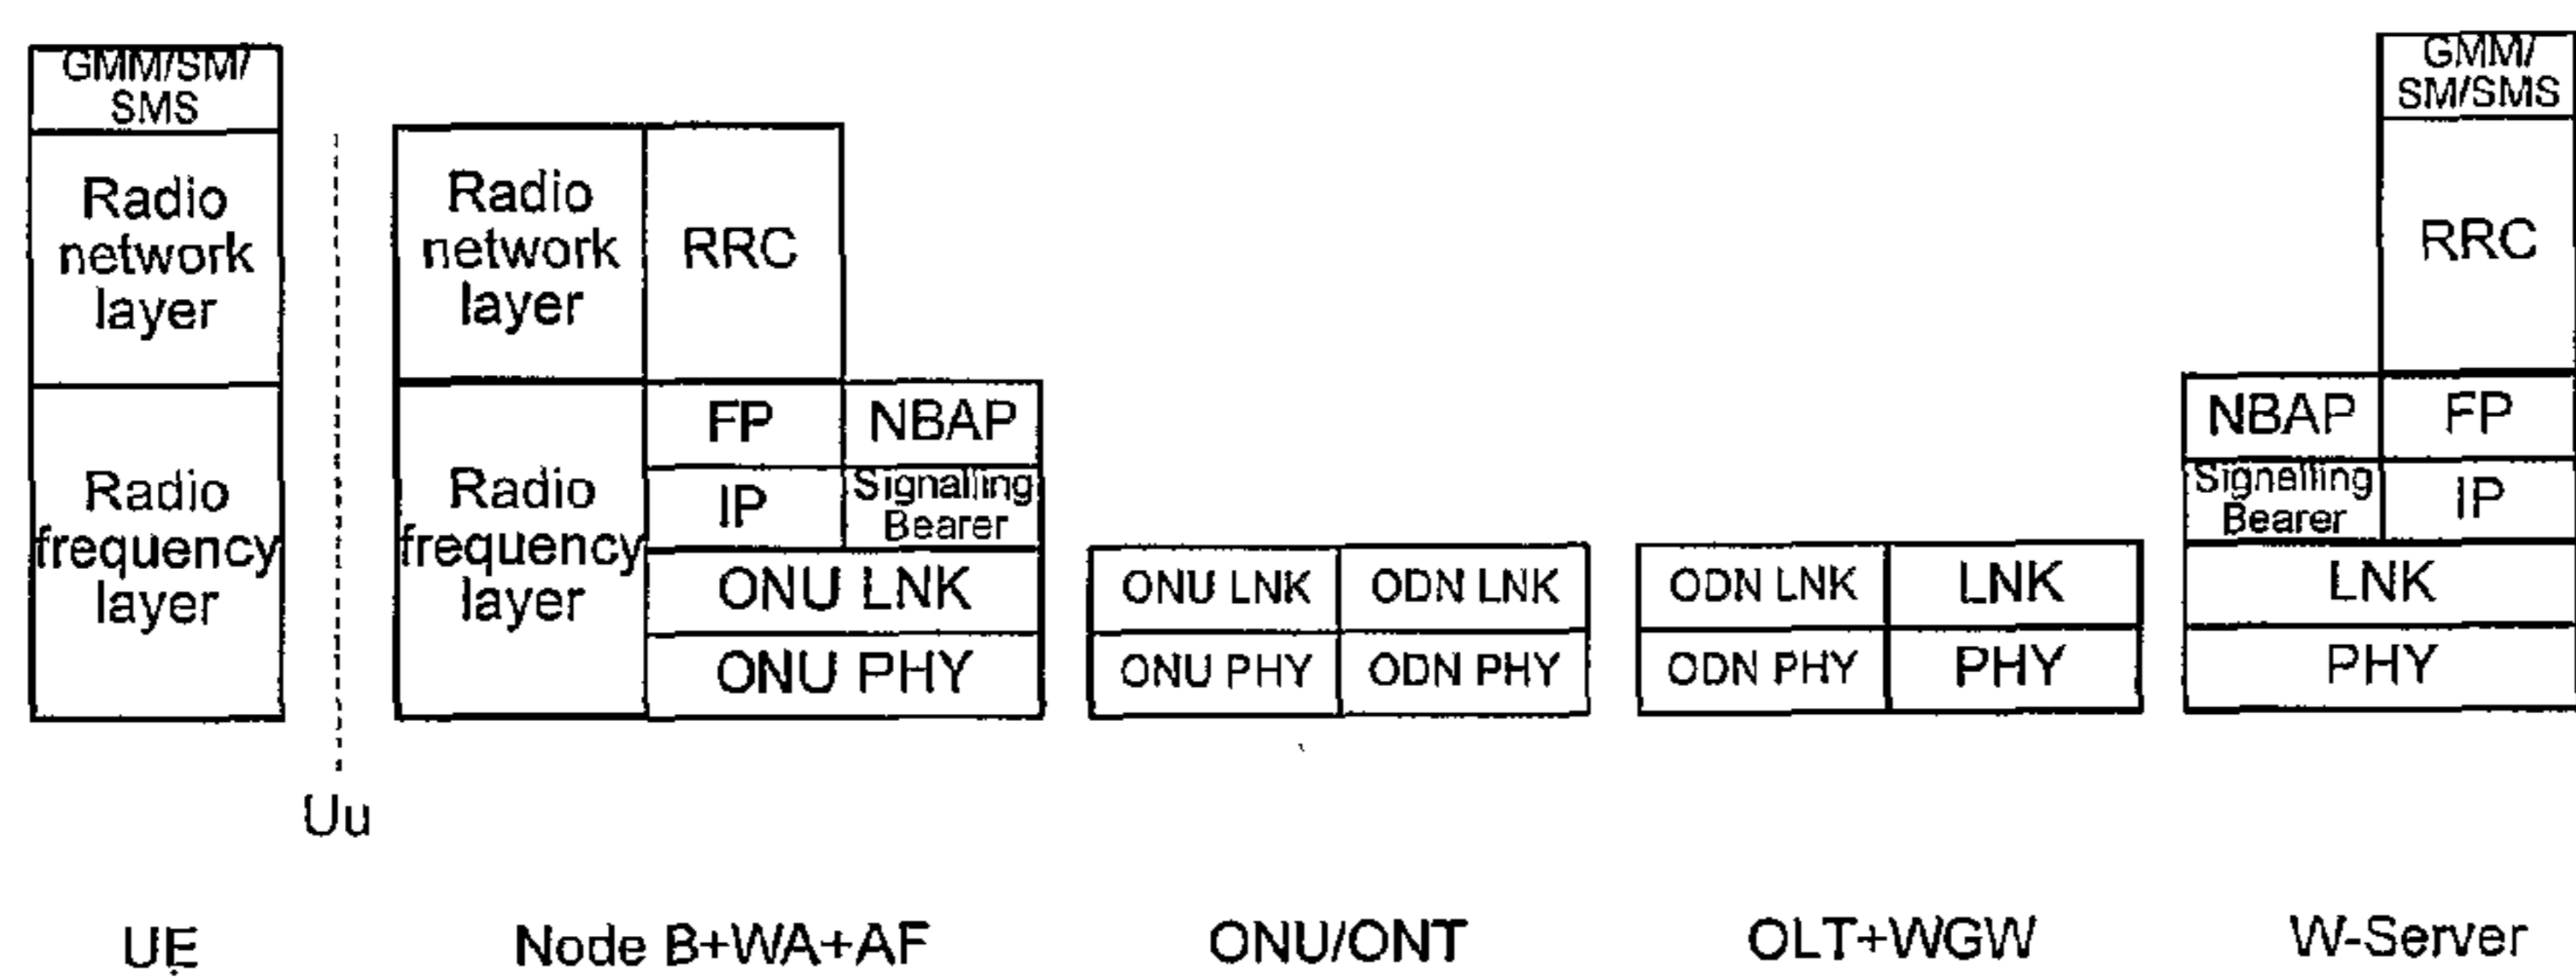 GMM/SM/
SMS
Radio
network
layer
Radio
frequency
layer
Uu
UE
Radio
network
layer
RRC
Radio
frequency
layer
FP
NBAP
IP
Signalling
Bearer
ONU LNK
ONU PHY
Node B+WA+AF
ONU LNK
ODN LNK
ONU PHY
ODN PHY
ONU/ONT
ODN LNK
LNK
ODN PHY
PHY
OLT+WGW
GMM/
SM/SMS
RRC
NBAP
FP
Signalling
Bearer
IP
LNK
PHY
W-Server